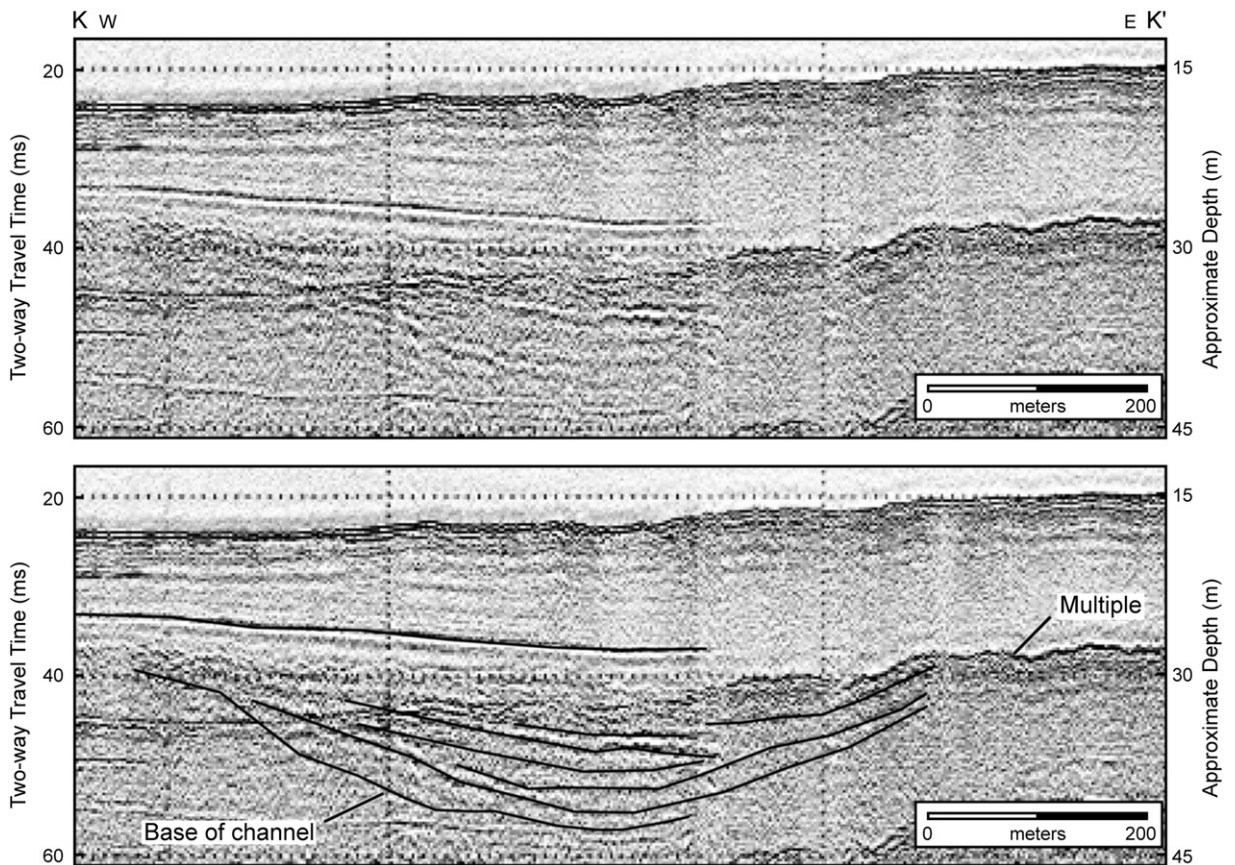 K W
E K'
20
40
60
Two-way Travel Time (ms)
15
30
45
Approximate Depth (m)
0 meters 200
20
40
60
Two-way Travel Time (ms)
Multiple
Base of channel
15
30
45
Approximate Depth (m)
0 meters 200